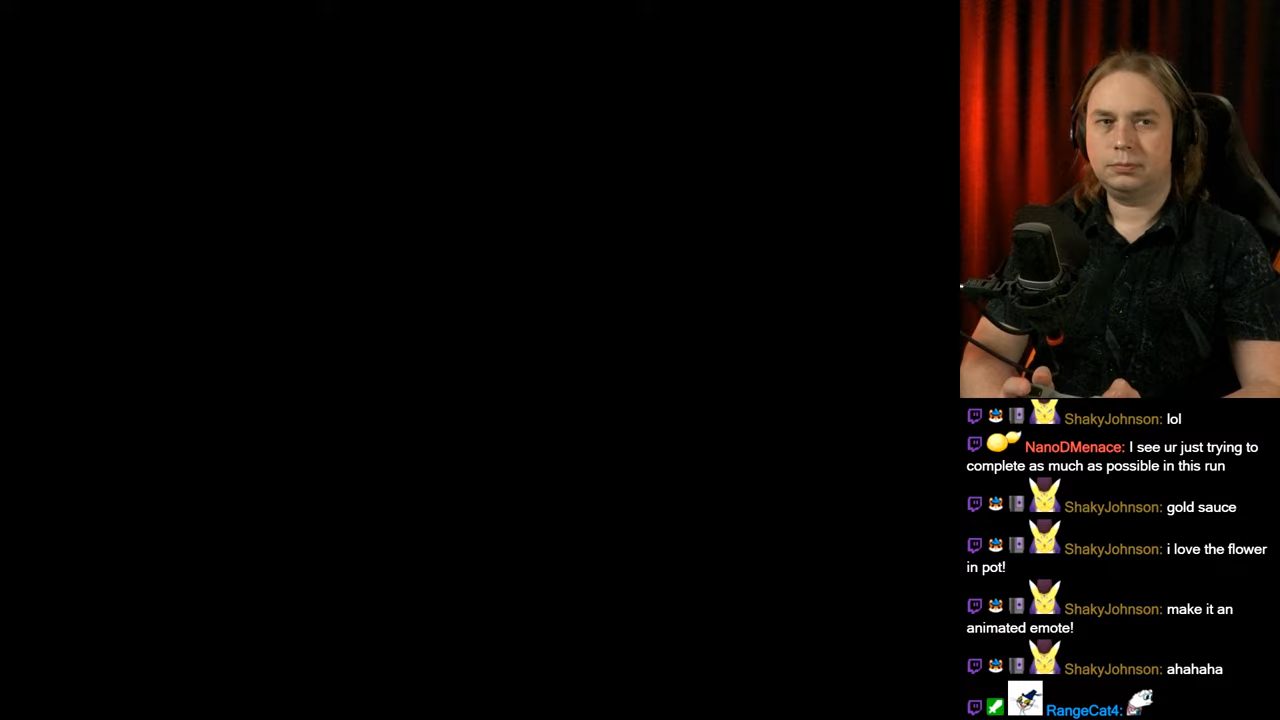 ShakyJohnson: lol
NanoDMenace: I see ur just trying to
complete as much as possible in this run
ShakyJohnson: gold sauce
ShakyJohnson: i love the flower
in pot!
ShakyJohnson: make it an
animated emote!
ShakyJohnson: ahahaha
RangeCat4: